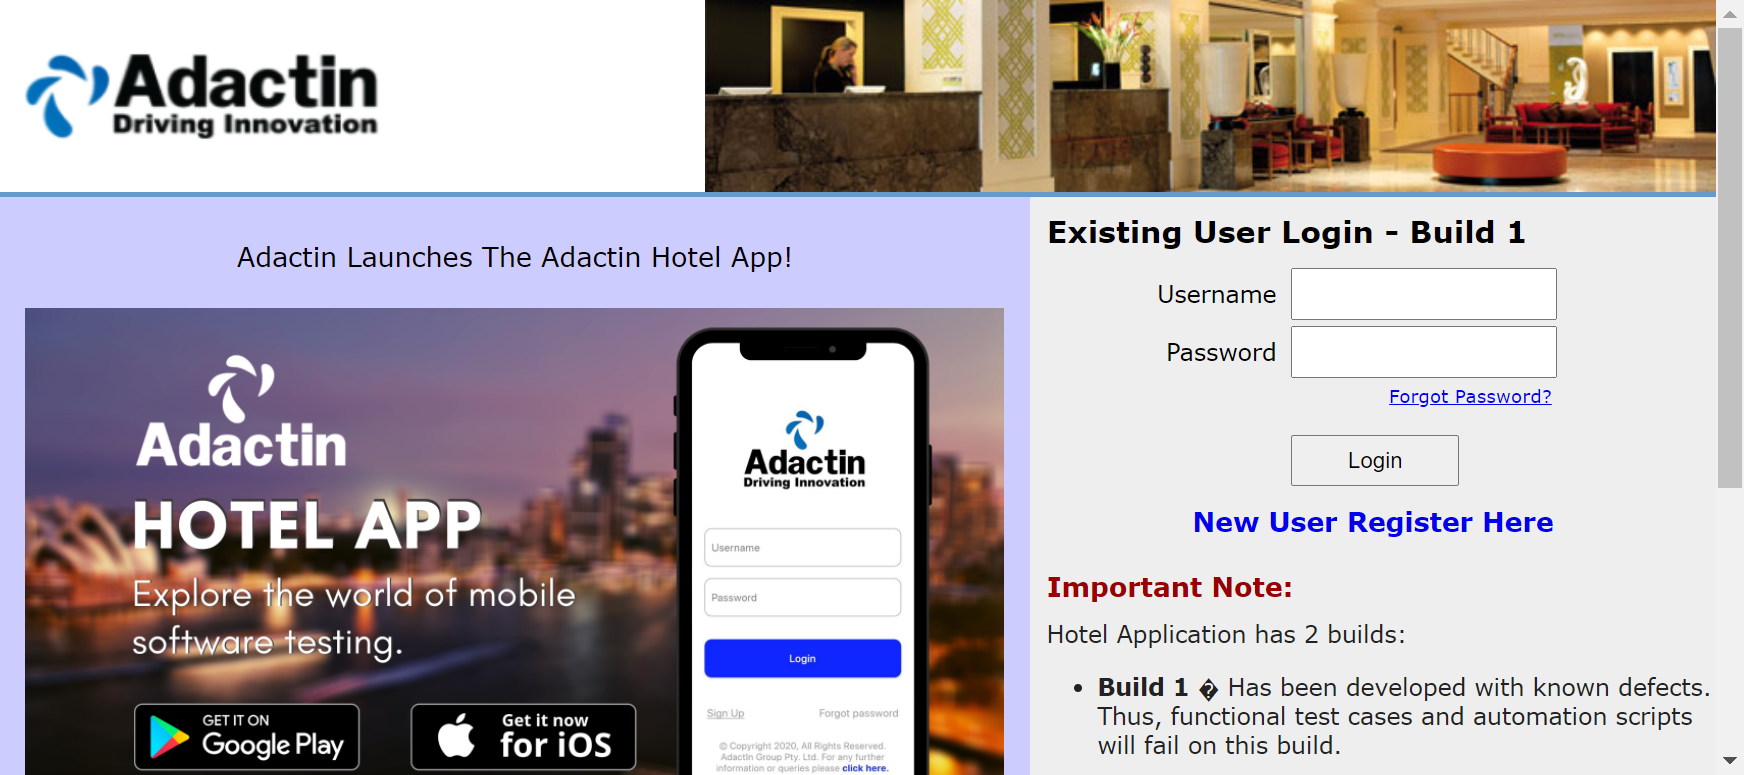 Adactin
Driving Innovation
Adactin Launches The Adactin Hotel App!
Adactin
HOTEL APP
Explore the world of mobile
software testing.
GET IT ON
Google Play
Get it now
for iOS
Adactin
Driving Innovation
Username
Password
Login
Sign Up Forgot password
© Copyright 2020, All Rights Reserved.
AdactIn Group Pty. Ltd. For any further
information or queries please click here.
Existing User Login - Build 1
Username
Password
Forgot Password?
Login
New User Register Here
Important Note:
Hotel Application has 2 builds:
• Build 1 � Has been developed with known defects.
Thus, functional test cases and automation scripts
will fail on this build.